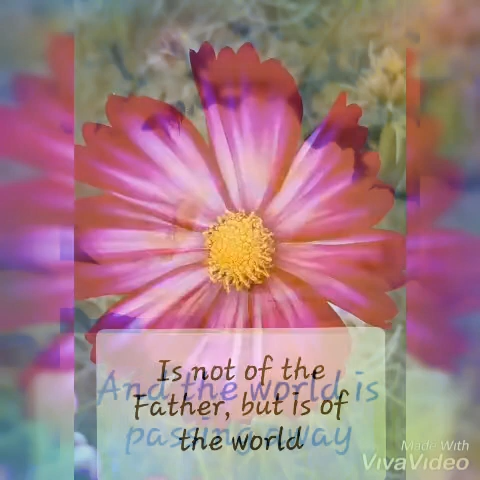 Is not of the
Father, but is of
the world
And the world is
passing away
Made With
VivaVideo